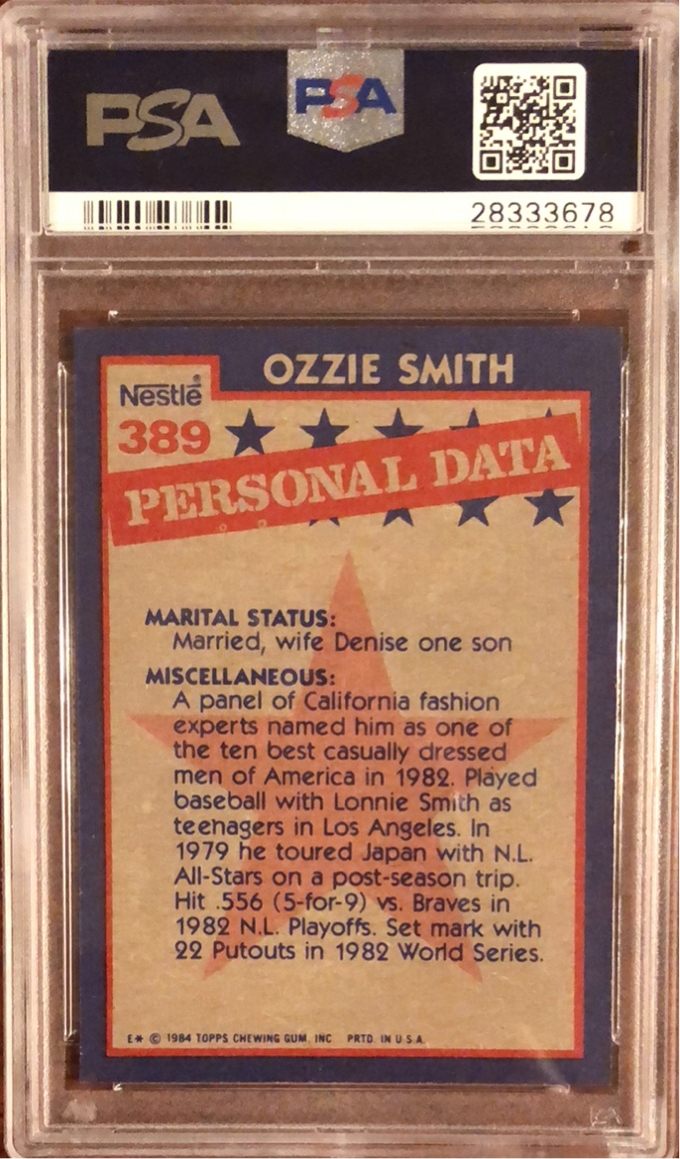 PSA
PSA
28333678
OZZIE SMITH
Nestlé®
389
PERSONAL DATA
MARITAL STATUS:
Married, wife Denise one son
MISCELLANEOUS:
A panel of California fashion
experts named him as one of
the ten best casually dressed
men of America in 1982. Played
baseball with Lonnie Smith as
teenagers in Los Angeles. In
1979 he toured Japan with N.L.
All-Stars on a post-season trip.
Hit .556 (5-for-9) vs. Braves in
1982 N.L. Playoffs. Set mark with
22 Putouts in 1982 World Series.
E* © 1984 TOPPS CHEWING GUM, INC PRTD. IN U.S.A.